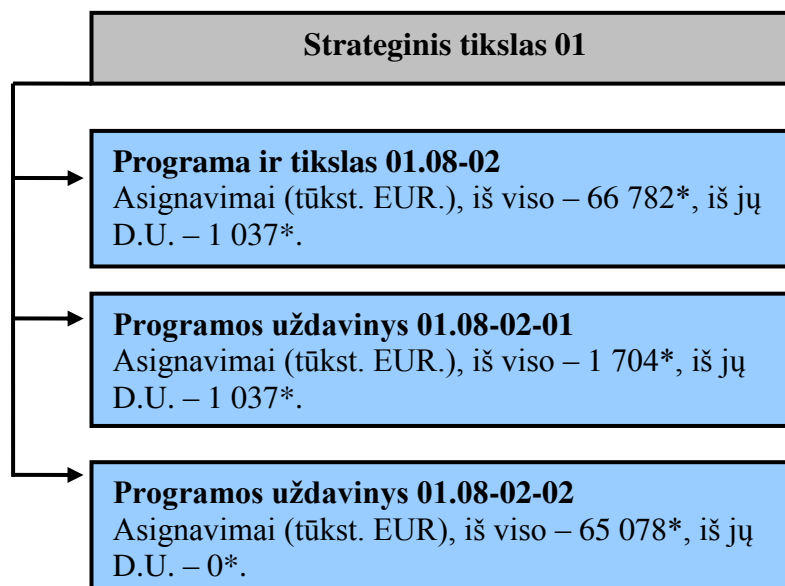 Strateginis tikslas 01
Programa ir tikslas 01.08-02
Asignavimai (tūkst. EUR.), iš viso – 66 782*, iš jų
D.U. – 1 037*.
Programos uždavinys 01.08-02-01
Asignavimai (tūkst. EUR.), iš viso – 1 704*, iš jų
D.U. – 1 037*.
Programos uždavinys 01.08-02-02
Asignavimai (tūkst. EUR), iš viso – 65 078*, iš jų
D.U. – 0*.